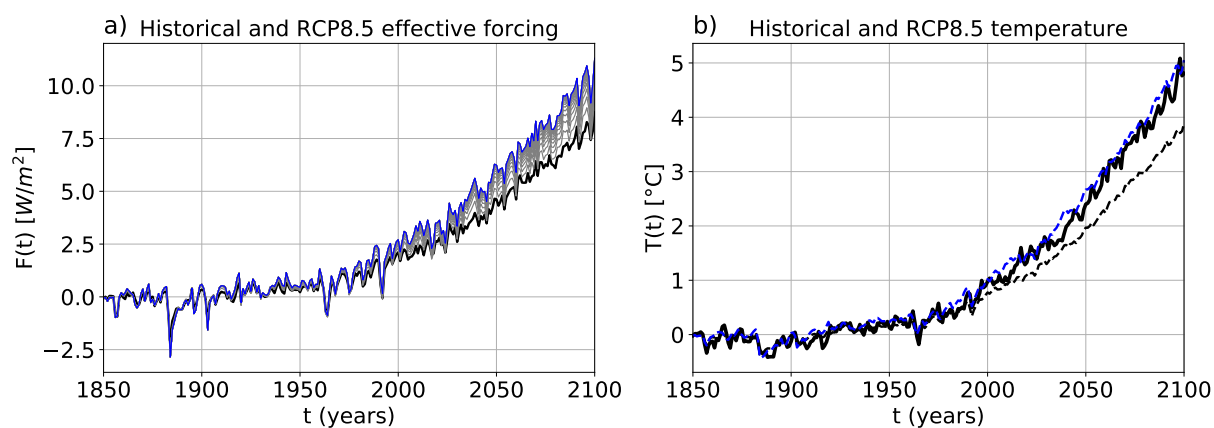 a) Historical and RCP8.5 effective forcing
F(t) [W/m²]
10.0
7.5
5.0
2.5
0.0
−2.5
1850 1900 1950 2000 2050 2100
t (years)
b) Historical and RCP8.5 temperature
T(t) [°C]
5
4
3
2
1
0
1850 1900 1950 2000 2050 2100
t (years)